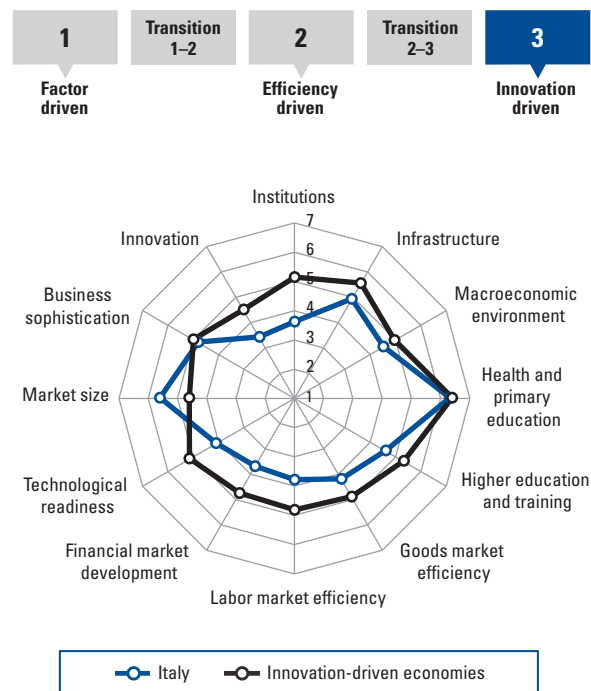 1
Transition
1–2
2
Transition
2–3
3
Factor
driven
Efficiency
driven
Innovation
driven
Institutions
7
Innovation
Infrastructure
6
5
Business
sophistication
Macroeconomic
environment
4
3
Market size
2
1
Health and
primary
education
Technological
readiness
Higher education
and training
Financial market
development
Goods market
efficiency
Labor market efficiency
Italy
Innovation-driven economies